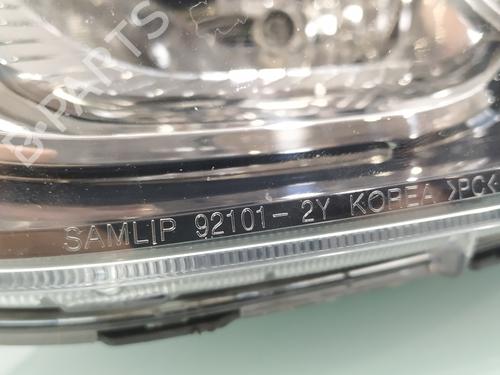 B-PARTS
SAMLIP 92101-2Y KOREA >PC<